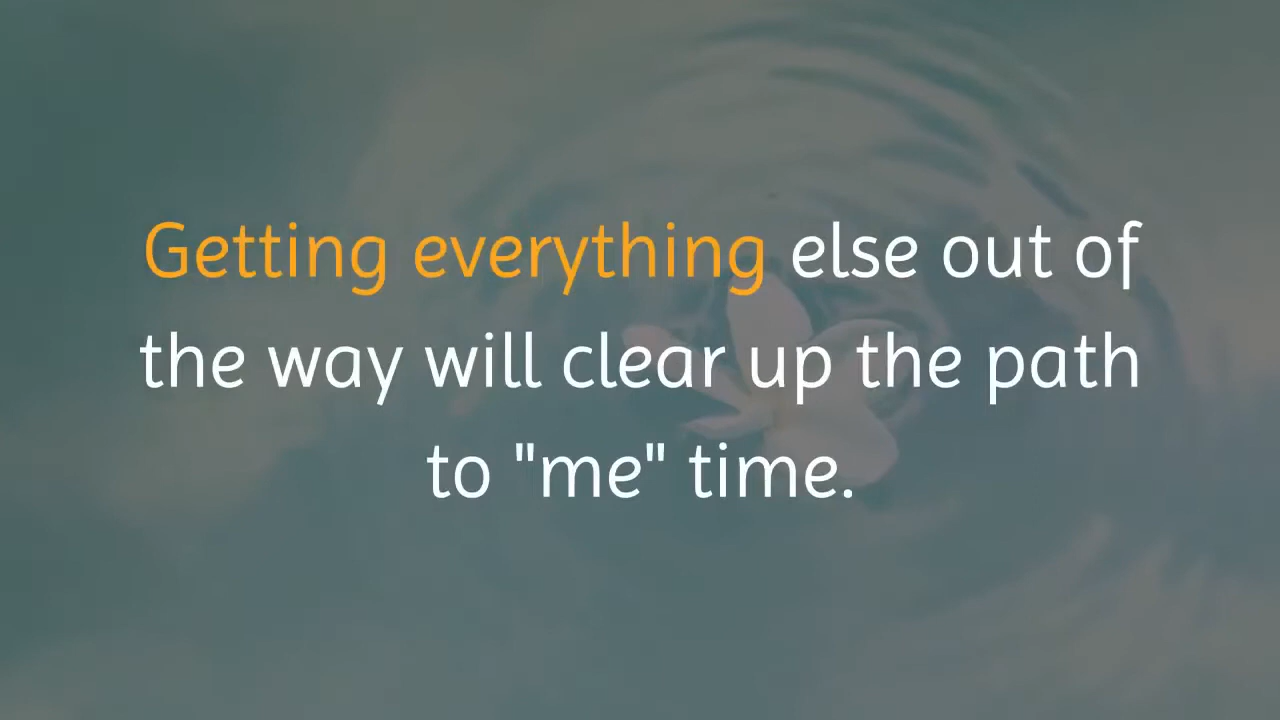 Getting everything else out of
the way will clear up the path
to "me" time.